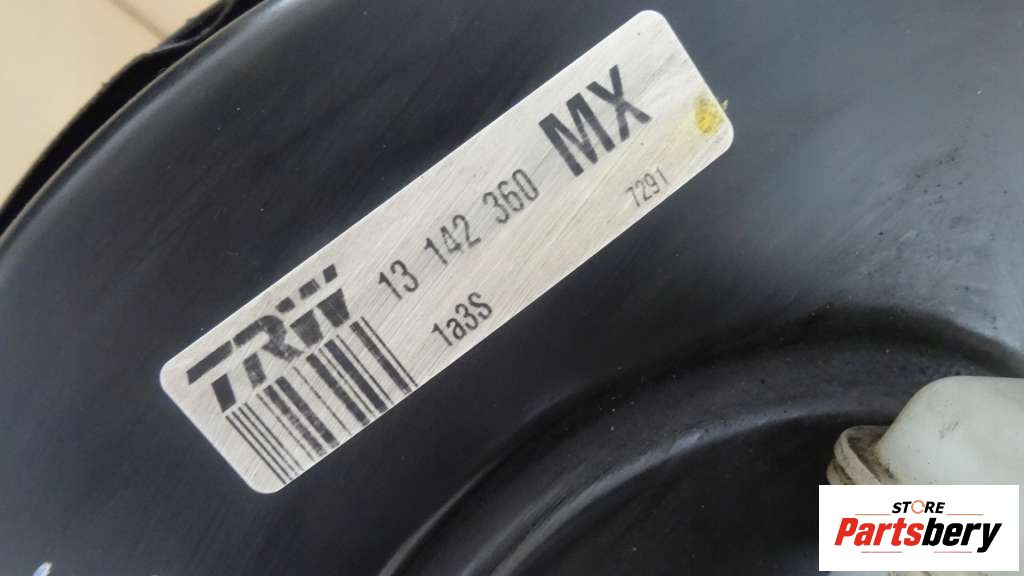 TRW 13 142 360 MX
1a3S 7291
STORE
Partsbery